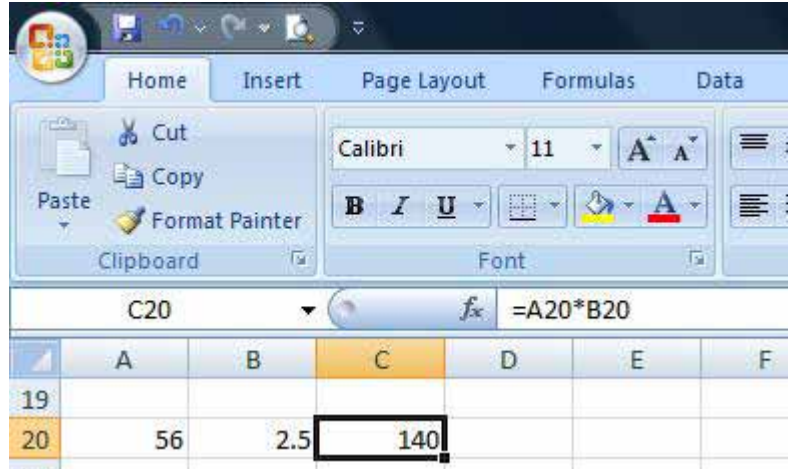 Home Insert Page Layout Formulas Data
Cut
Calibri 11 A A
Copy
Paste
B I U A
Format Painter
Clipboard Font
C20 fx =A20*B20
A B C D E F
19
20 56 2.5 140